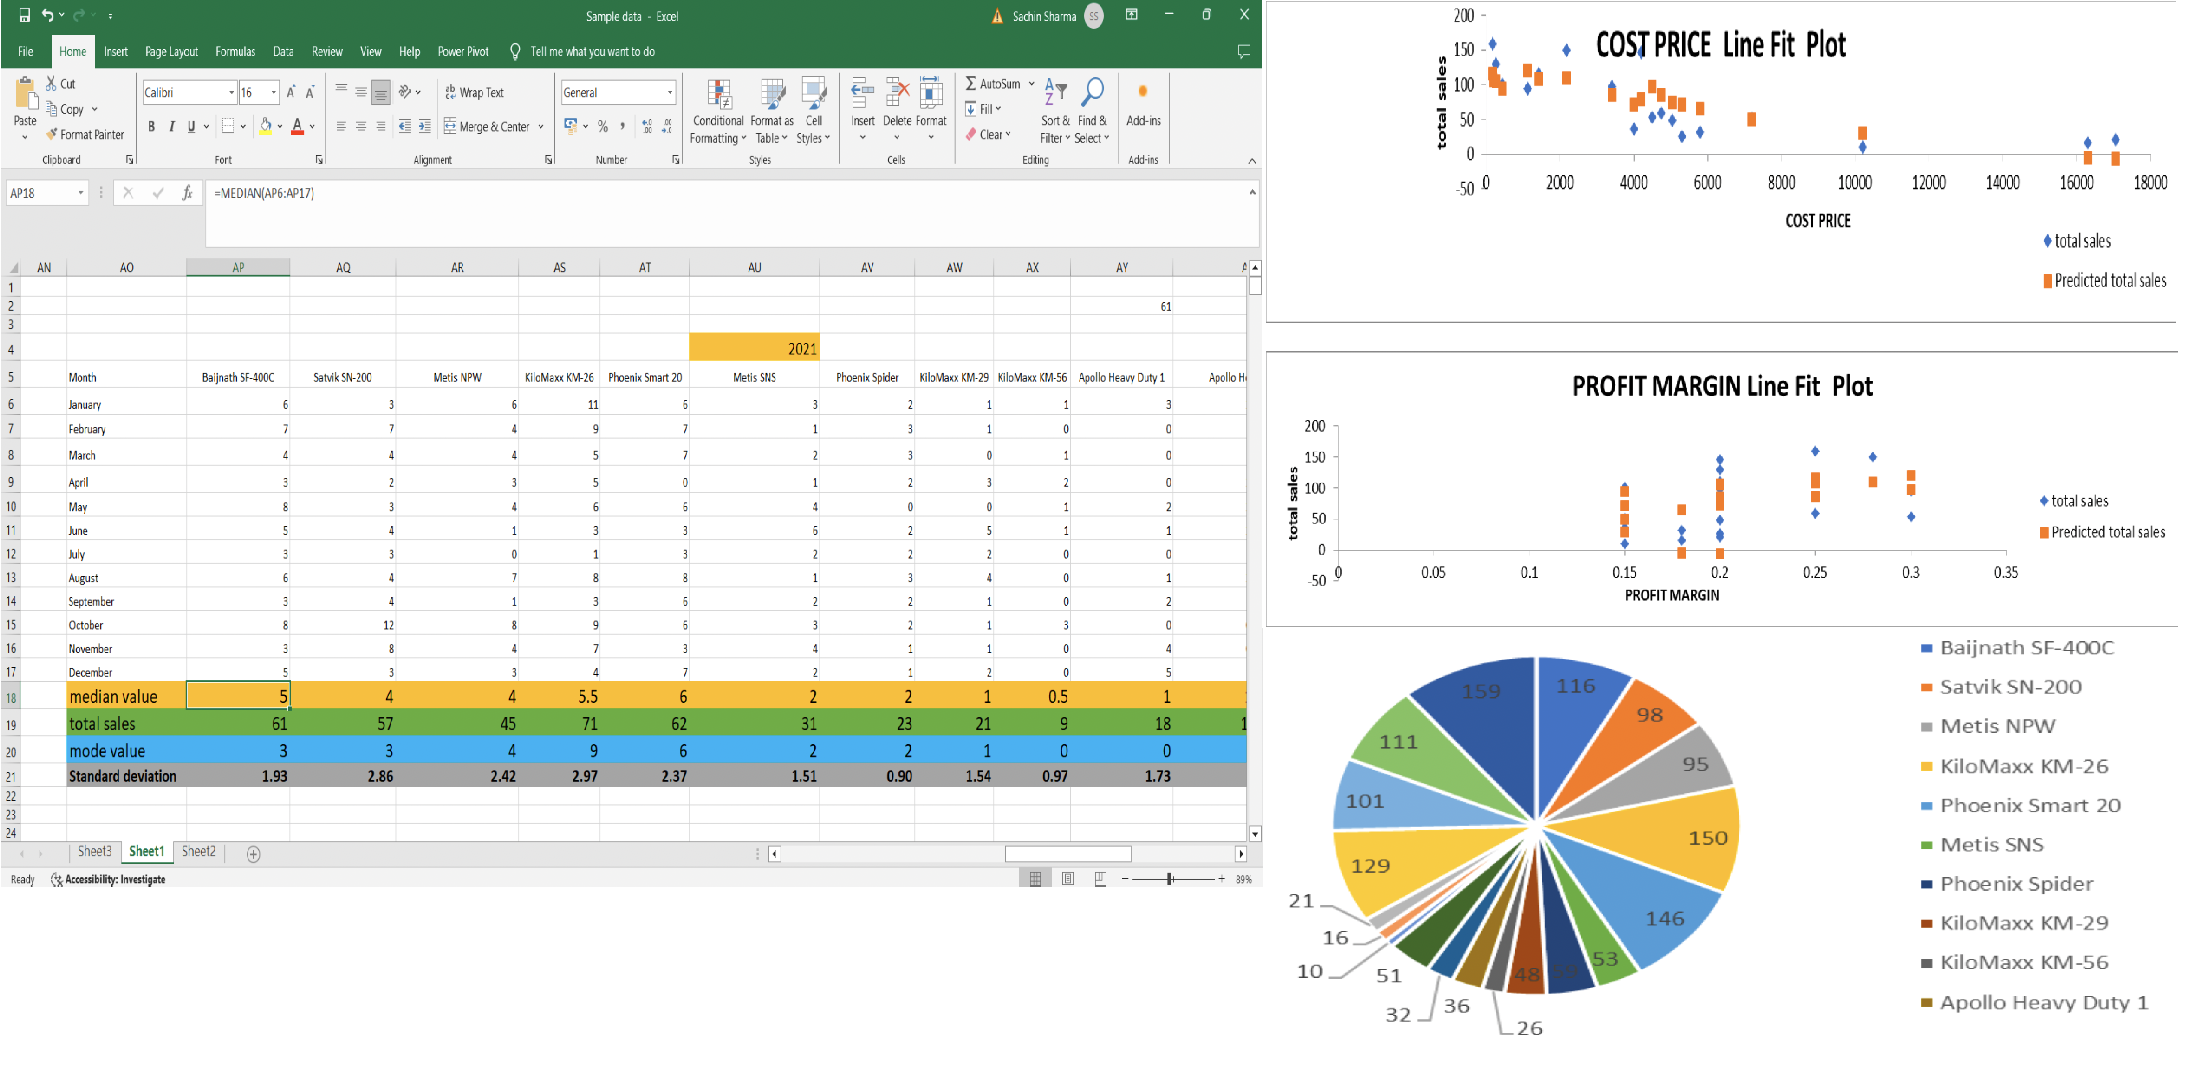 Sample data - Excel
Sachin Sharma SS
File Home Insert Page Layout Formulas Data Review View Help Power Pivot Tell me what you want to do
Paste
Cut
Copy
Format Painter
Clipboard
Calibri 16 A A
B I U A
Font
ab Wrap Text
Merge & Center
Alignment
General
% ,
Number
Conditional Formatting
Format as Table
Cell Styles
Styles
Insert Delete Format
Cells
AutoSum
Fill
Clear
Sort & Filter
Find & Select
Editing
Add-ins
Add-ins
AP18 fx =MEDIAN(AP6:AP17)
AN AO AP AQ AR AS AT AU AV AW AX AY
1
2 61
3
4 2021
5 Month Baijnath SF-400C Satvik SN-200 Metis NPW KiloMaxx KM-26 Phoenix Smart 20 Metis SNS Phoenix Spider KiloMaxx KM-29 KiloMaxx KM-56 Apollo Heavy Duty 1 Apollo H
6 January 6 3 6 11 6 3 2 1 1 3
7 February 7 7 4 9 7 1 3 1 0 0
8 March 4 4 4 5 7 2 3 0 1 0
9 April 3 2 3 5 0 1 2 3 2 0
10 May 8 3 4 6 6 4 0 0 1 2
11 June 5 4 1 3 3 6 2 5 1 1
12 July 3 3 0 1 3 2 2 2 0 0
13 August 6 4 7 8 8 1 3 4 0 1
14 September 3 4 1 3 6 2 2 1 0 2
15 October 8 12 8 9 6 3 2 1 3 0
16 November 3 8 4 7 3 4 1 1 0 4
17 December 5 3 3 4 7 2 1 2 0 5
18 median value 5 4 4 5.5 6 2 2 1 0.5 1
19 total sales 61 57 45 71 62 31 23 21 9 18 1
20 mode value 3 3 4 9 6 2 2 1 0 0
21 Standard deviation 1.93 2.86 2.42 2.97 2.37 1.51 0.90 1.54 0.97 1.73
22
23
24
Sheet3 Sheet1 Sheet2
Ready Accessibility: Investigate 89%
COST PRICE Line Fit Plot
total sales
200
150
100
50
0
-50
0 2000 4000 6000 8000 10000 12000 14000 16000 18000
COST PRICE
total sales
Predicted total sales
PROFIT MARGIN Line Fit Plot
total sales
200
150
100
50
0
-50
0 0.05 0.1 0.15 0.2 0.25 0.3 0.35
PROFIT MARGIN
total sales
Predicted total sales
159 116
98
111
95
101
150
129
146
21
16
10
51
53
48
32
36
26
Baijnath SF-400C
Satvik SN-200
Metis NPW
KiloMaxx KM-26
Phoenix Smart 20
Metis SNS
Phoenix Spider
KiloMaxx KM-29
KiloMaxx KM-56
Apollo Heavy Duty 1